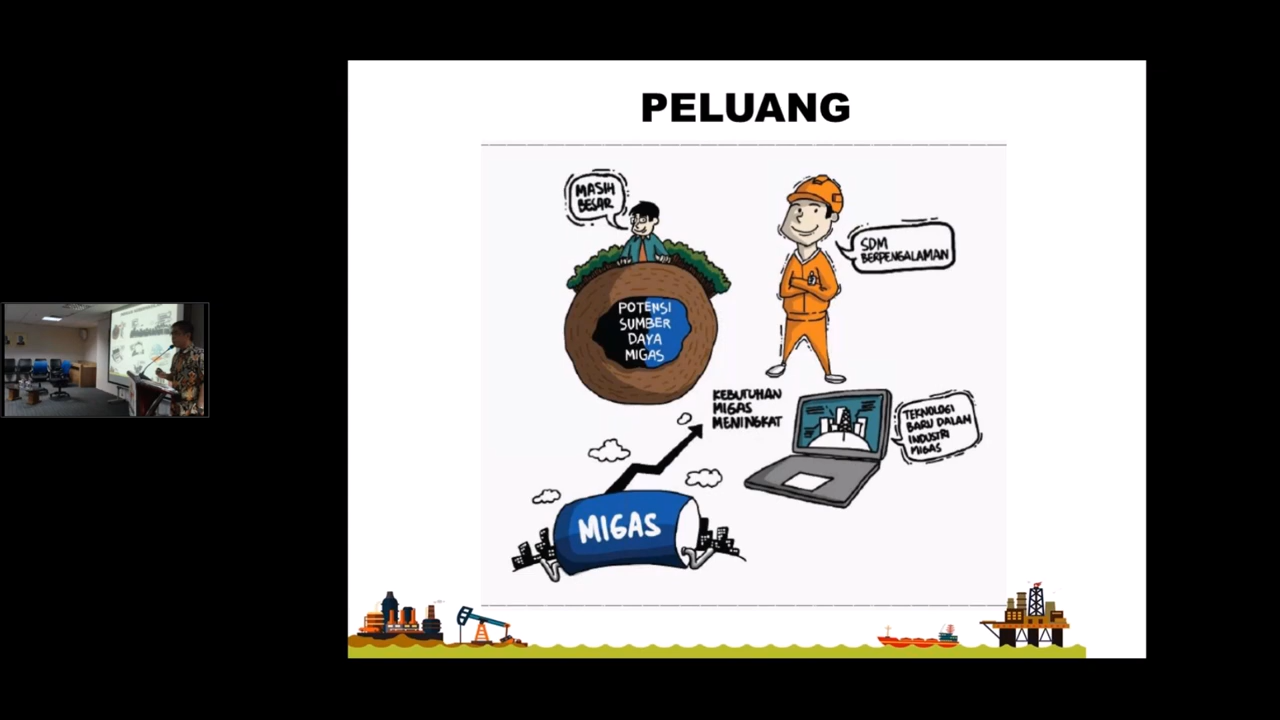 PELUANG
MASIH
BESAR
SDM
BERPENGALAMAN
POTENSI
SUMBER
DAYA
MIGAS
KEBUTUHAN
MIGAS
MENINGKAT
TEKNOLOGI
BARU DALAM
INDUSTRI
MIGAS
MIGAS